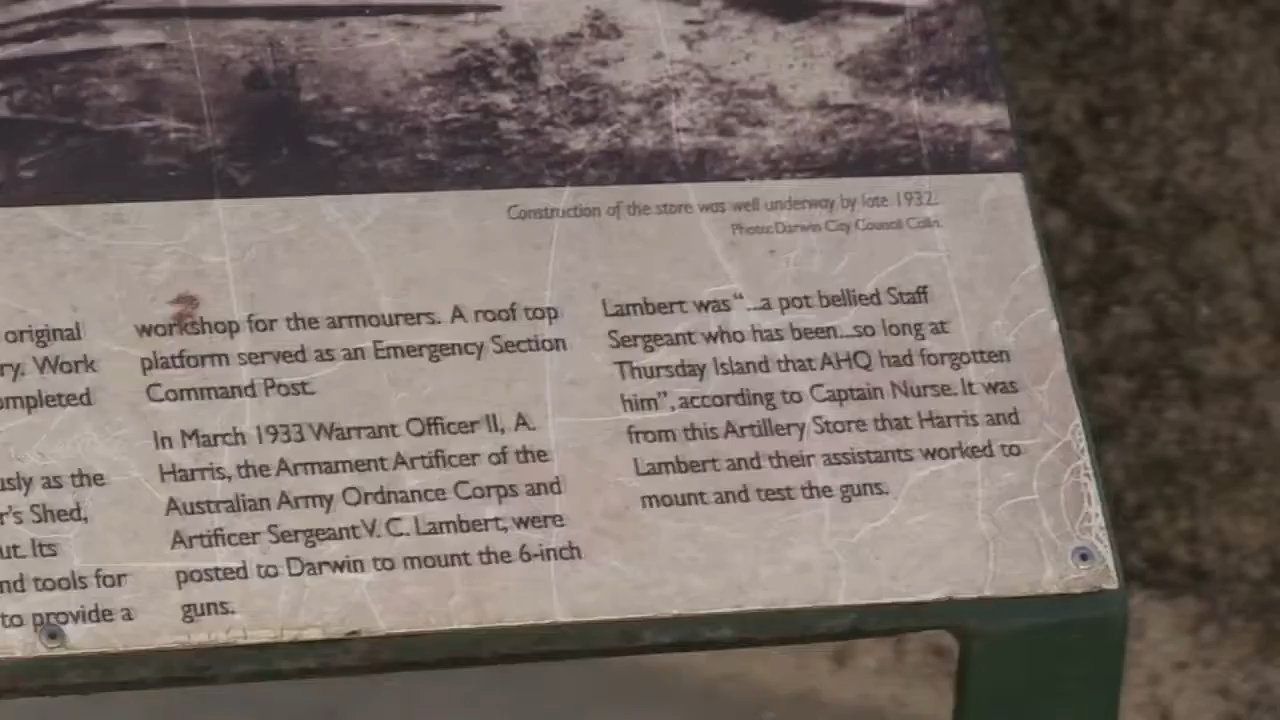 Construction of the store was well underway by late 1932.
Photo: Darwin City Council Colln.
original
ry. Work
ompleted
usly as the
r's Shed,
ut. Its
nd tools for
to provide a
workshop for the armourers. A roof top
platform served as an Emergency Section
Command Post.
In March 1933 Warrant Officer II, A.
Harris, the Armament Artificer of the
Australian Army Ordnance Corps and
Artificer Sergeant V. C. Lambert, were
posted to Darwin to mount the 6-inch
guns.
Lambert was “...a pot bellied Staff
Sergeant who has been...so long at
Thursday Island that AHQ had forgotten
him”, according to Captain Nurse. It was
from this Artillery Store that Harris and
Lambert and their assistants worked to
mount and test the guns.